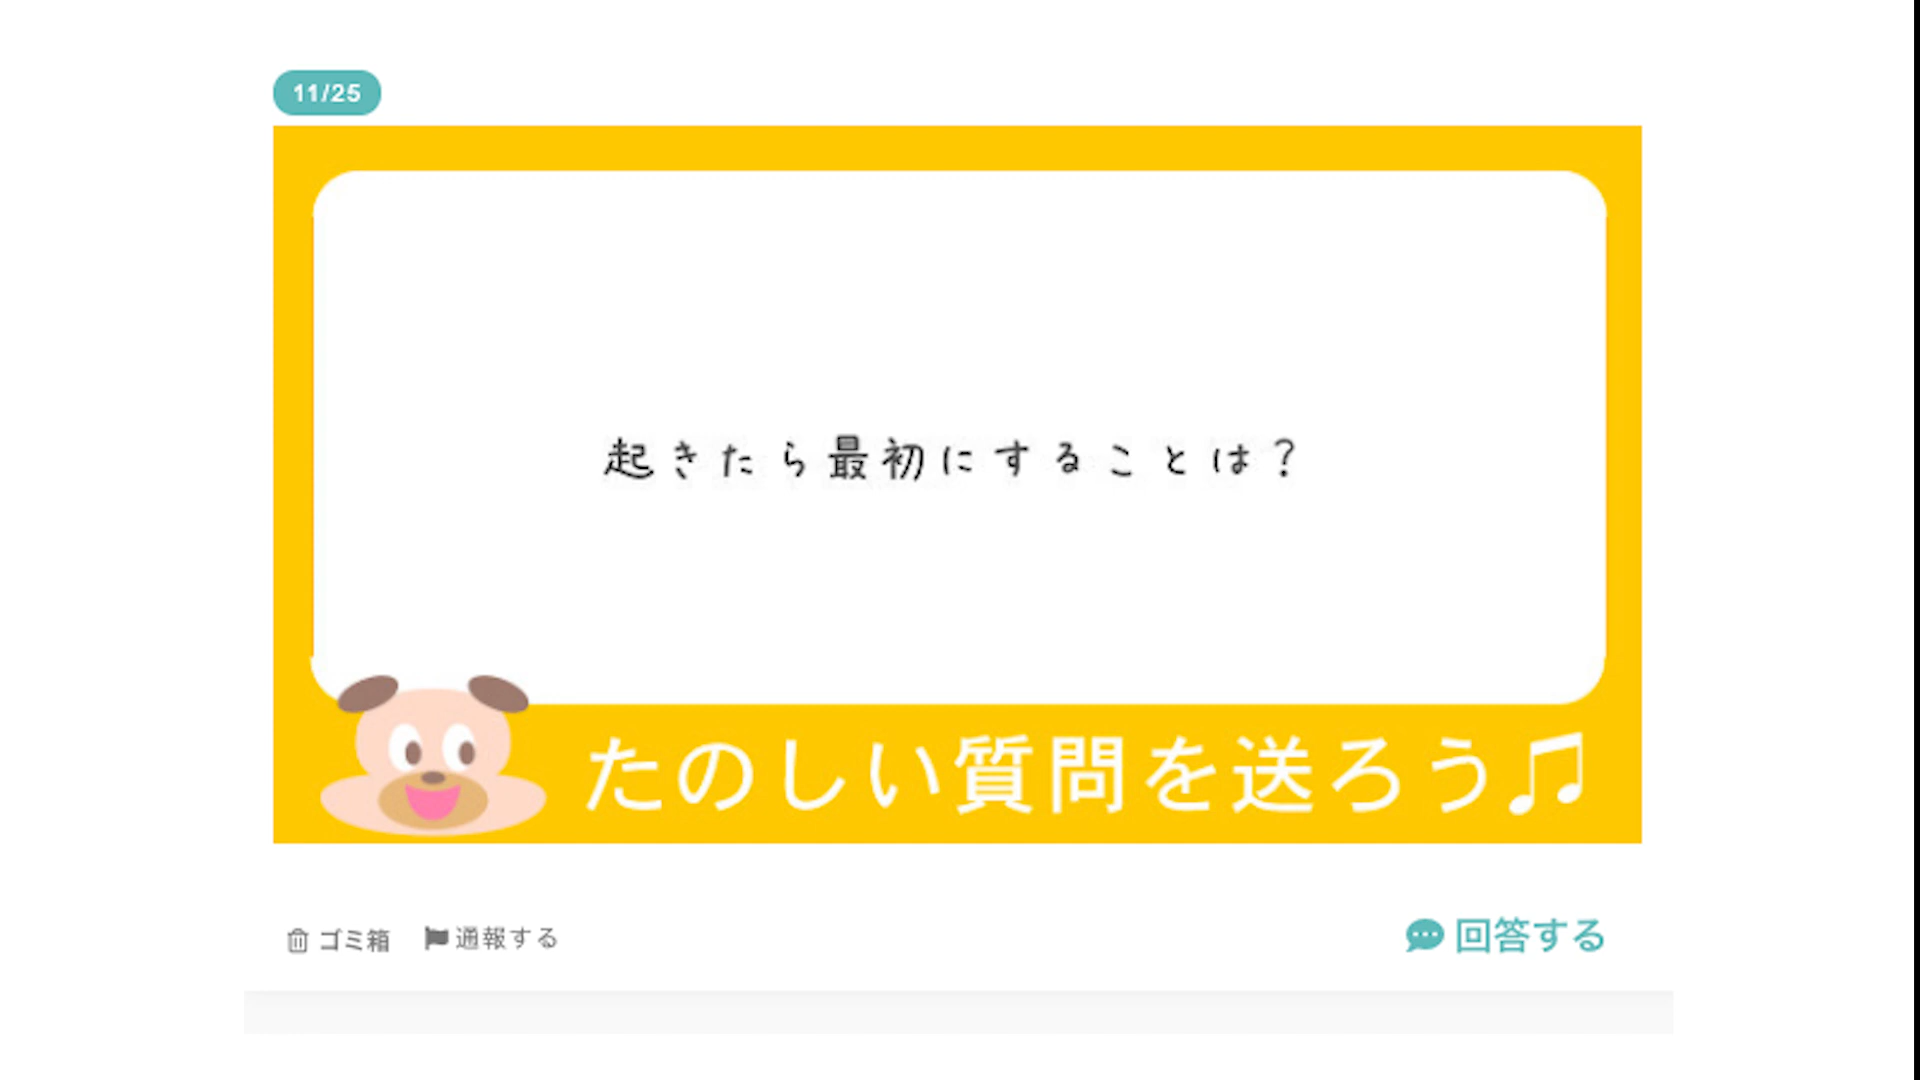 11/25
起きたら最初にすることは?
たのしい質問を送ろう♫
ゴミ箱 通報する 回答する